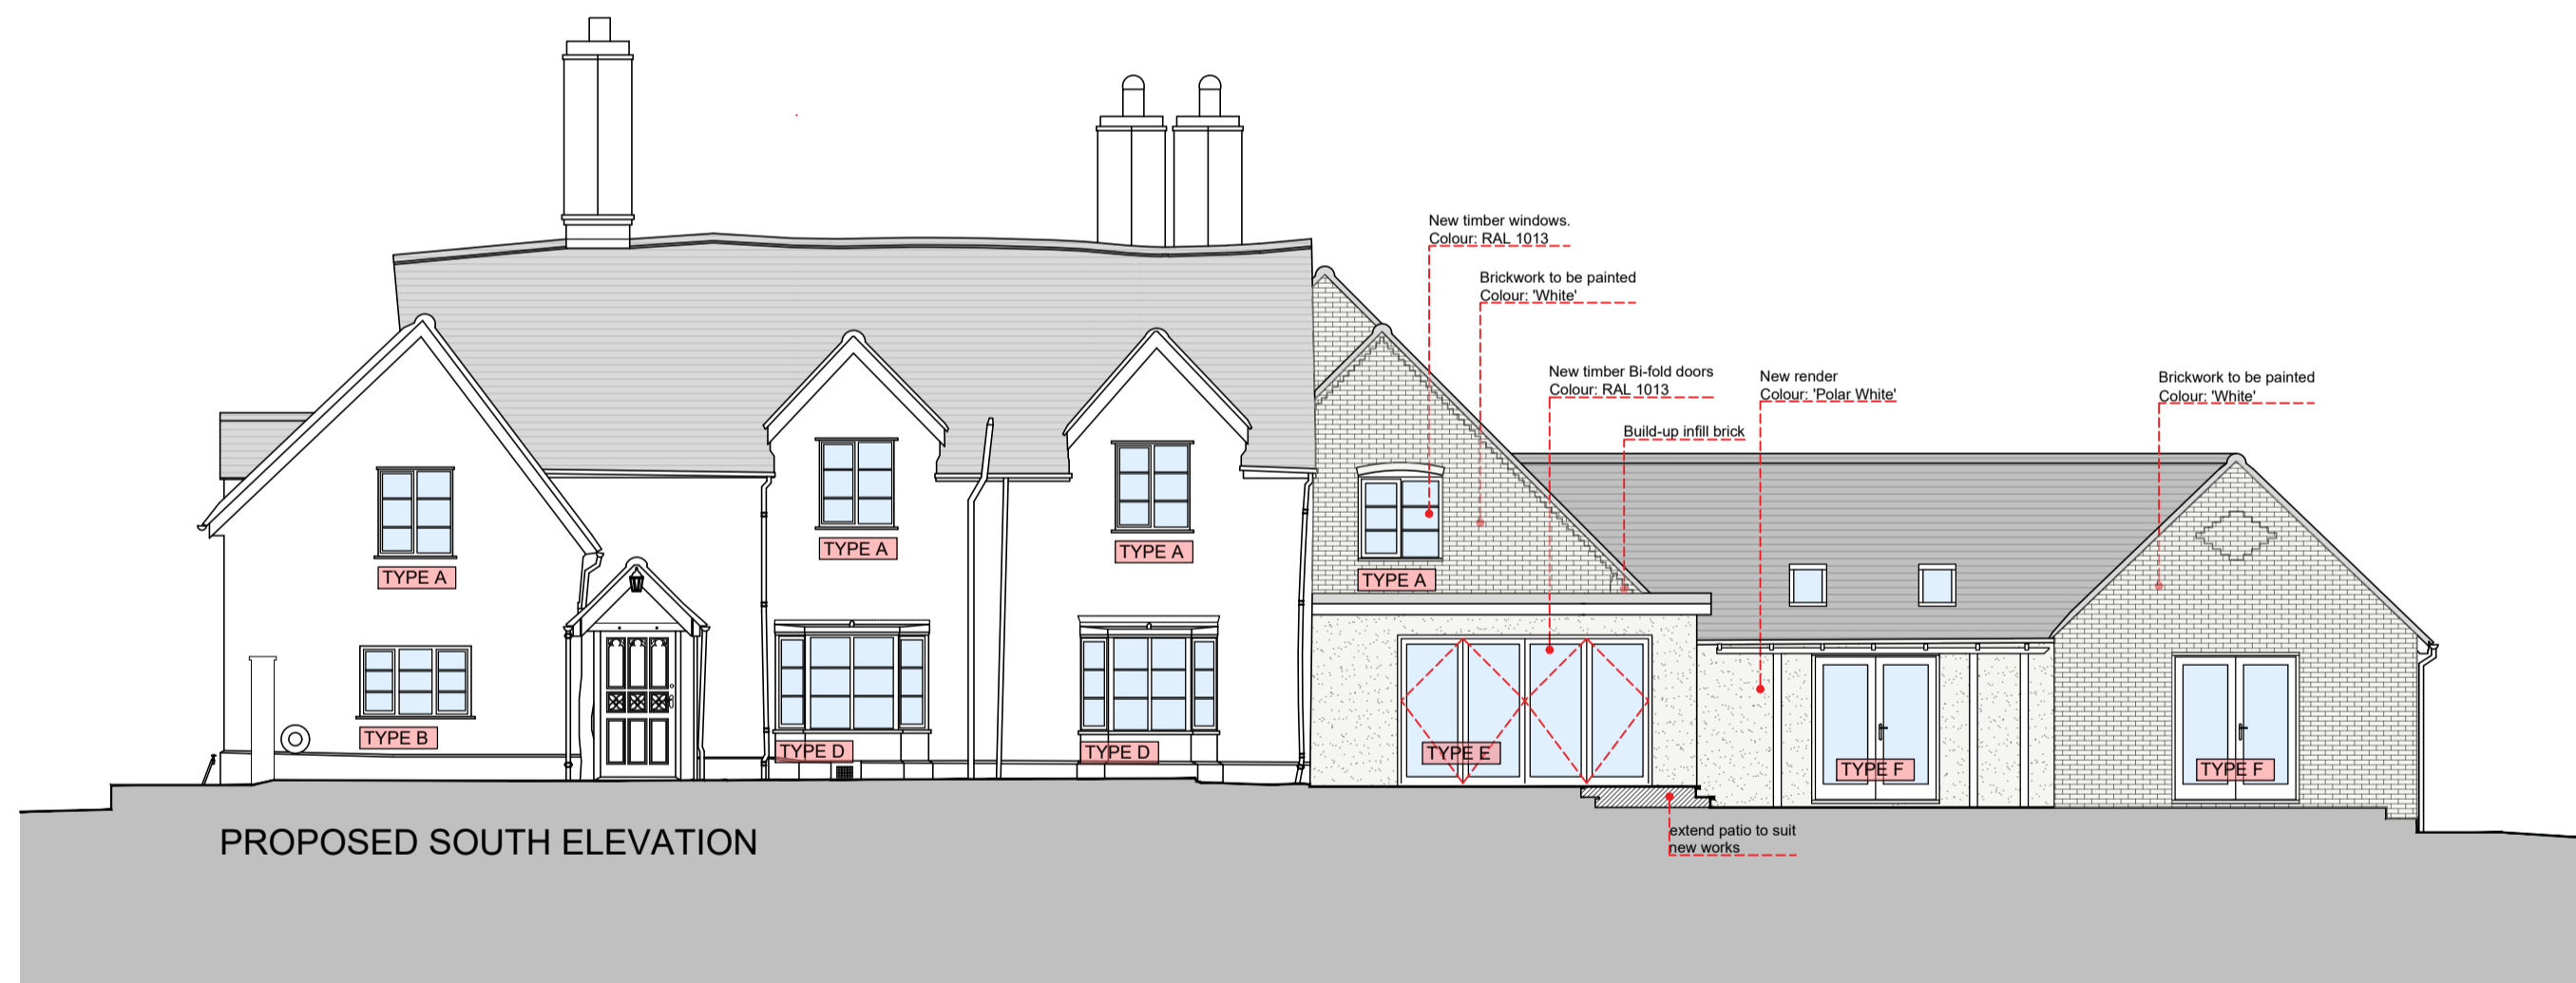 New timber windows.
Colour: RAL 1013
Brickwork to be painted
Colour: 'White'
New timber Bi-fold doors
Colour: RAL 1013
New render
Colour: 'Polar White'
Brickwork to be painted
Colour: 'White'
Build-up infill brick
TYPE A
TYPE A
TYPE A
TYPE A
TYPE B
TYPE D
TYPE D
TYPE E
TYPE F
TYPE F
extend patio to suit
new works
PROPOSED SOUTH ELEVATION